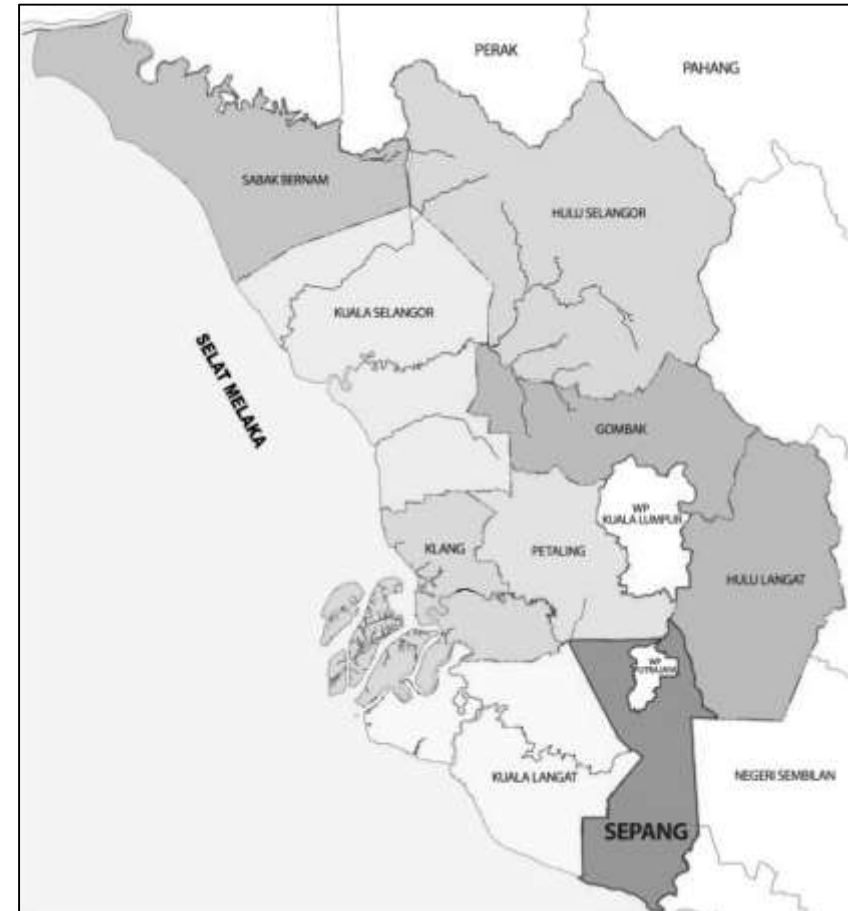 PERAK
PAHANG
SABAK BERNAM
HULU SELANGOR
KUALA SELANGOR
SELAT MELAKA
GOMBAK
WP
KUALA LUMPUR
KLANG
PETALING
HULU LANGAT
WP
PUTRAJAYA
KUALA LANGAT
NEGERI SEMBILAN
SEPANG